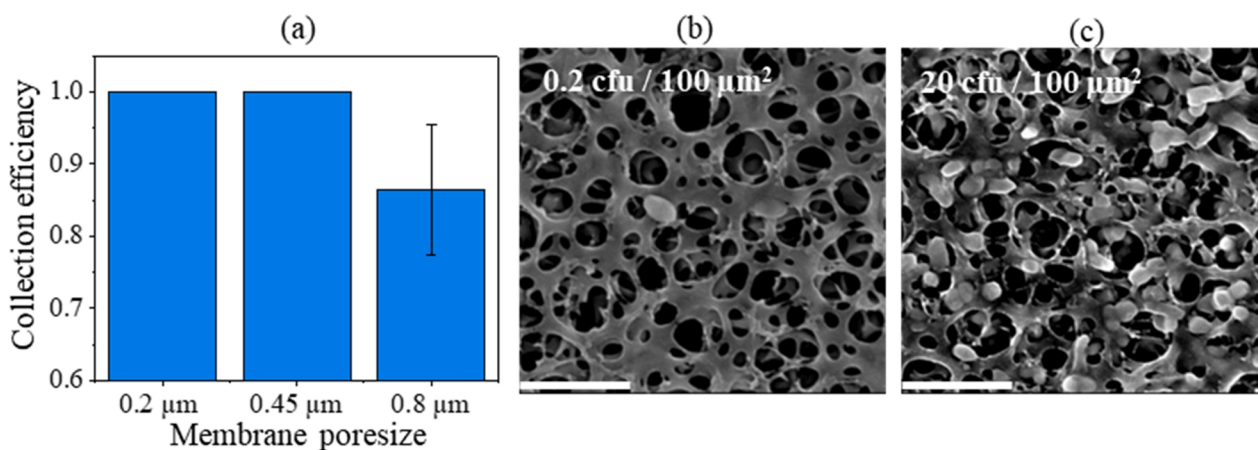 (a)
Collection efficiency
1.0
0.9
0.8
0.7
0.6
0.2 μm 0.45 μm 0.8 μm
Membrane poresize
(b)
0.2 cfu / 100 μm²
(c)
20 cfu / 100 μm²